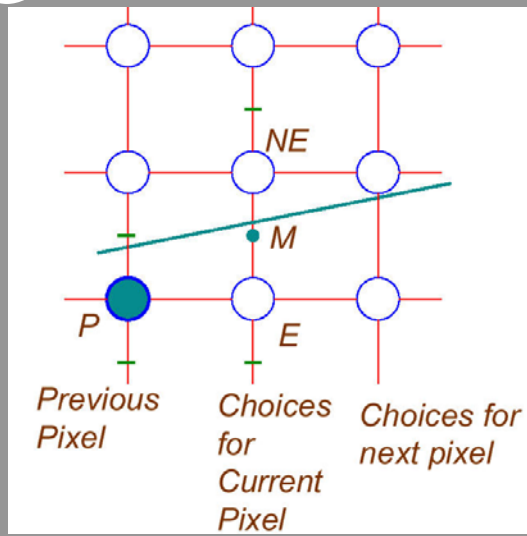 NE
M
P
E
Previous
Pixel
Choices
for
Current
Pixel
Choices for
next pixel